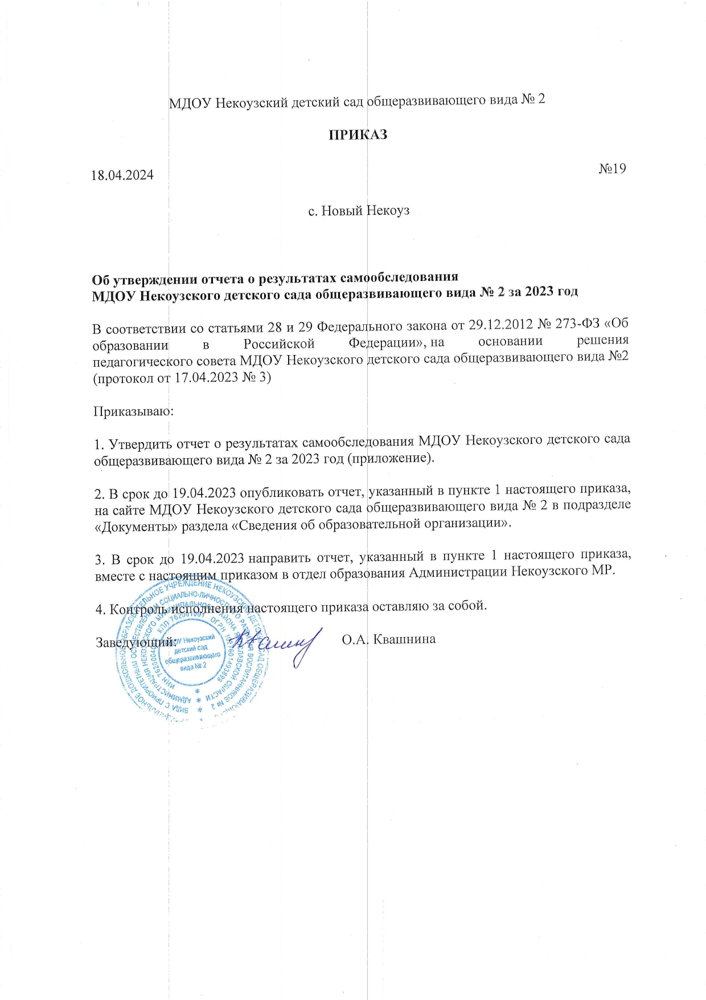 МДОУ Некоузский детский сад общеразвивающего вида № 2
ПРИКАЗ
18.04.2024 №19
с. Новый Некоуз
Об утверждении отчета о результатах самообследования
МДОУ Некоузского детского сада общеразвивающего вида № 2 за 2023 год
В соответствии со статьями 28 и 29 Федерального закона от 29.12.2012 № 273-ФЗ «Об
образовании в Российской Федерации», на основании решения
педагогического совета МДОУ Некоузского детского сада общеразвивающего вида №2
(протокол от 17.04.2023 № 3)
Приказываю:
1. Утвердить отчет о результатах самообследования МДОУ Некоузского детского сада
общеразвивающего вида № 2 за 2023 год (приложение).
2. В срок до 19.04.2023 опубликовать отчет, указанный в пункте 1 настоящего приказа,
на сайте МДОУ Некоузского детского сада общеразвивающего вида № 2 в подразделе
«Документы» раздела «Сведения об образовательной организации».
3. В срок до 19.04.2023 направить отчет, указанный в пункте 1 настоящего приказа,
вместе с настоящим приказом в отдел образования Администрации Некоузского МР.
4. Контроль исполнения настоящего приказа оставляю за собой.
Заведующий: О.А. Квашнина
МДОУ Некоузский
детский сад
общеразвивающего
вида № 2